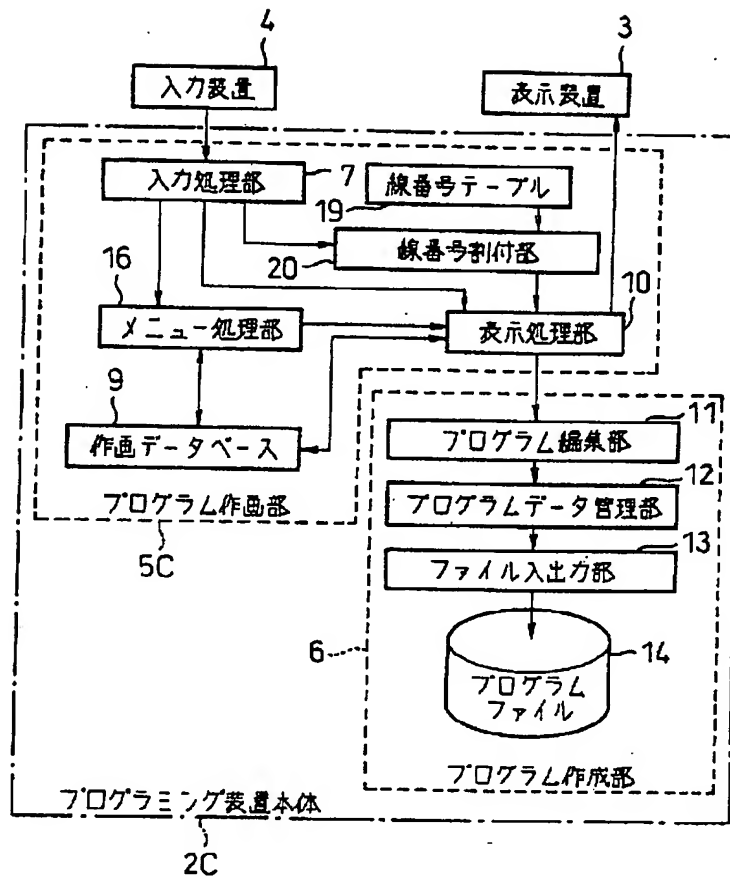 4
3
入力装置
表示装置
入力処理部
7
線番号テーブル
19
線番号割付部
20
16
10
メニュー処理部
表示処理部
9
11
作画データベース
プログラム編集部
12
プログラム作画部
プログラムデータ管理部
5C
13
ファイル入出力部
6
14
プログラム
ファイル
プログラム作成部
プログラミング装置本体
2C